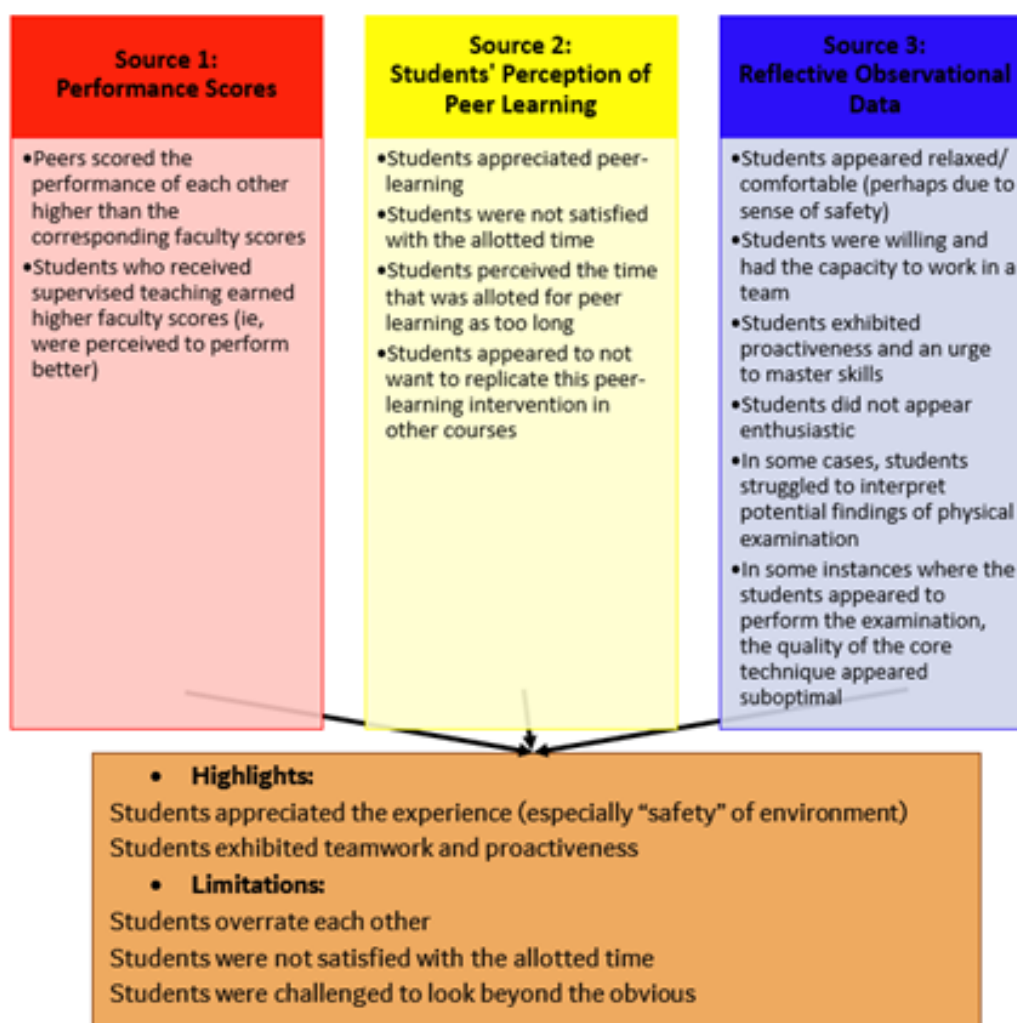 Source 1:
Performance Scores
•Peers scored the
performance of each other
higher than the
corresponding faculty scores
•Students who received
supervised teaching earned
higher faculty scores (ie,
were perceived to perform
better)
Source 2:
Students' Perception of
Peer Learning
•Students appreciated peer-
learning
•Students were not satisfied
with the allotted time
•Students perceived the time
that was alloted for peer
learning as too long
•Students appeared to not
want to replicate this peer-
learning intervention in
other courses
Source 3:
Reflective Observational
Data
•Students appeared relaxed/
comfortable (perhaps due to
sense of safety)
•Students were willing and
had the capacity to work in a
team
•Students exhibited
proactiveness and an urge
to master skills
•Students did not appear
enthusiastic
•In some cases, students
struggled to interpret
potential findings of physical
examination
•In some instances where the
students appeared to
perform the examination,
the quality of the core
technique appeared
suboptimal
• Highlights:
Students appreciated the experience (especially “safety” of environment)
Students exhibited teamwork and proactiveness
• Limitations:
Students overrate each other
Students were not satisfied with the allotted time
Students were challenged to look beyond the obvious